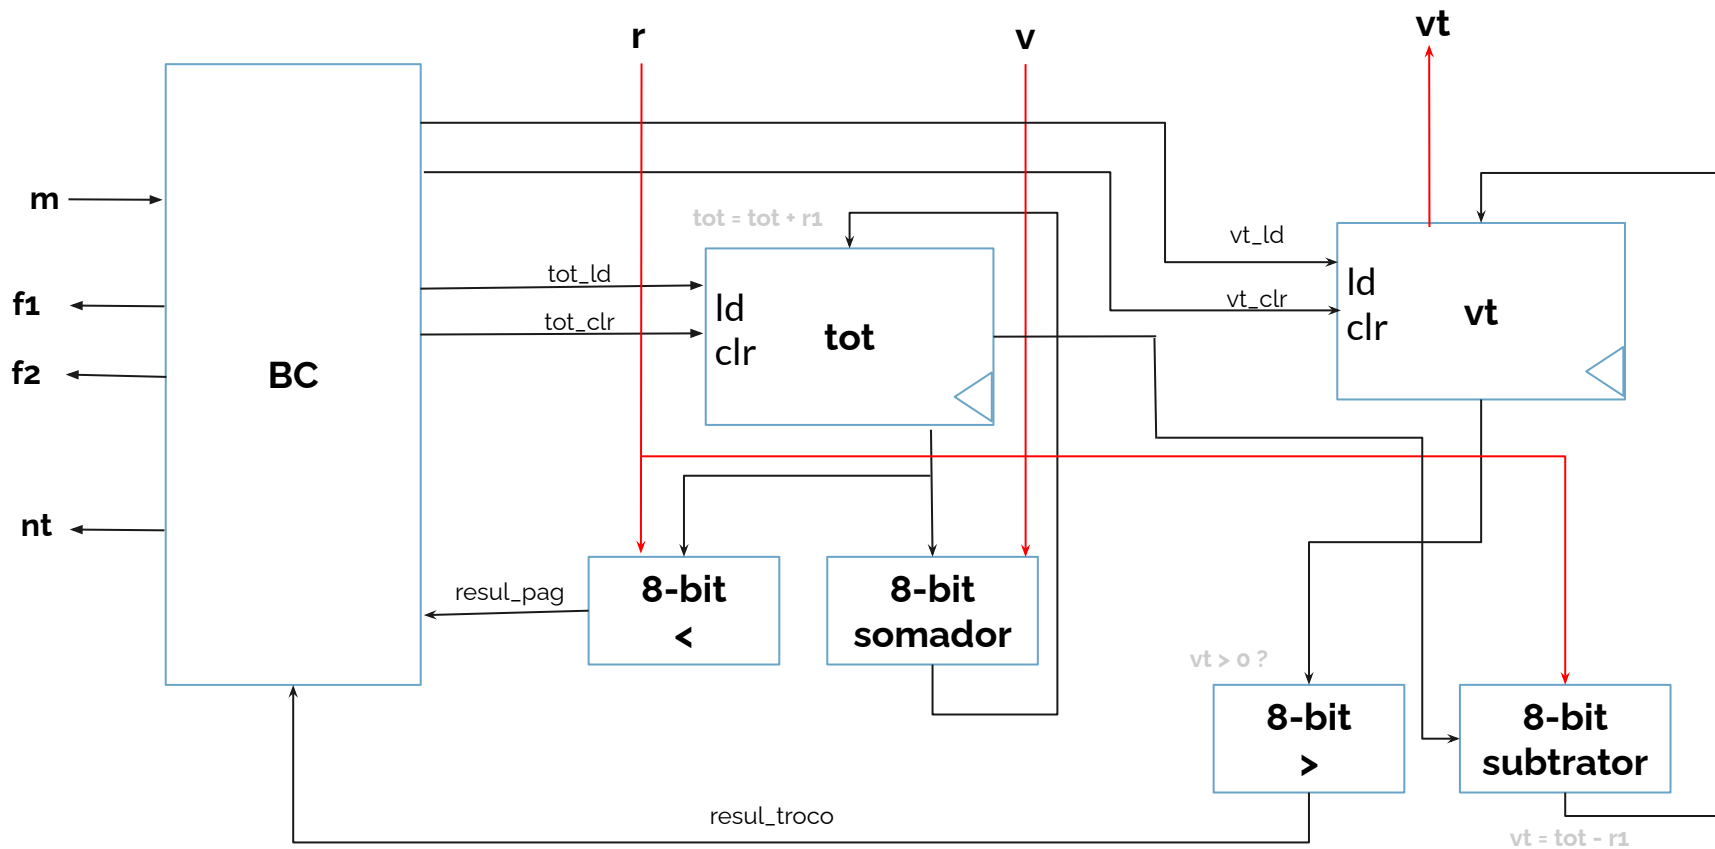 r
v
vt
m
tot = tot + r1
vt_ld
tot_ld
ld
vt_clr
f1
ld
vt
tot_clr
clr
tot
clr
f2
BC
nt
resul_pag
8-bit
<
8-bit
somador
vt > 0 ?
8-bit
>
8-bit
subtrator
resul_troco
vt = tot - r1